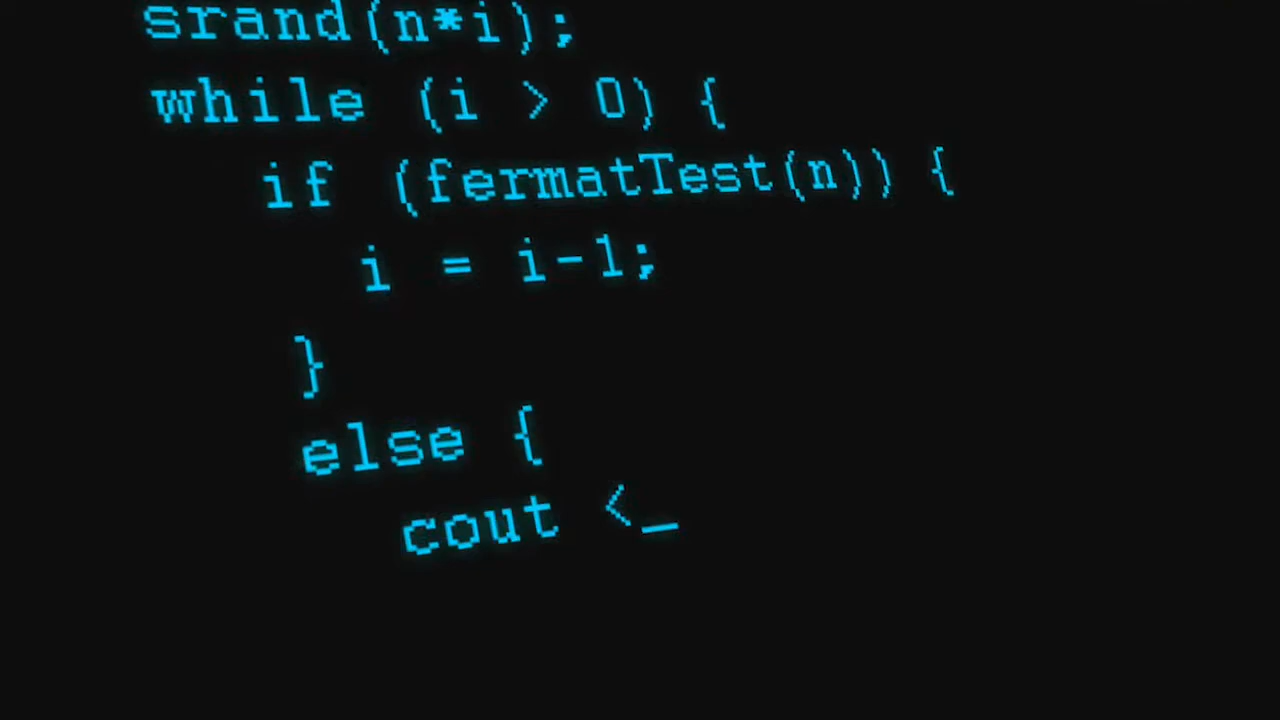 srand(n*i);
while (i > 0) {
if (fermatTest(n)) {
i = i-1;
}
else {
cout <_